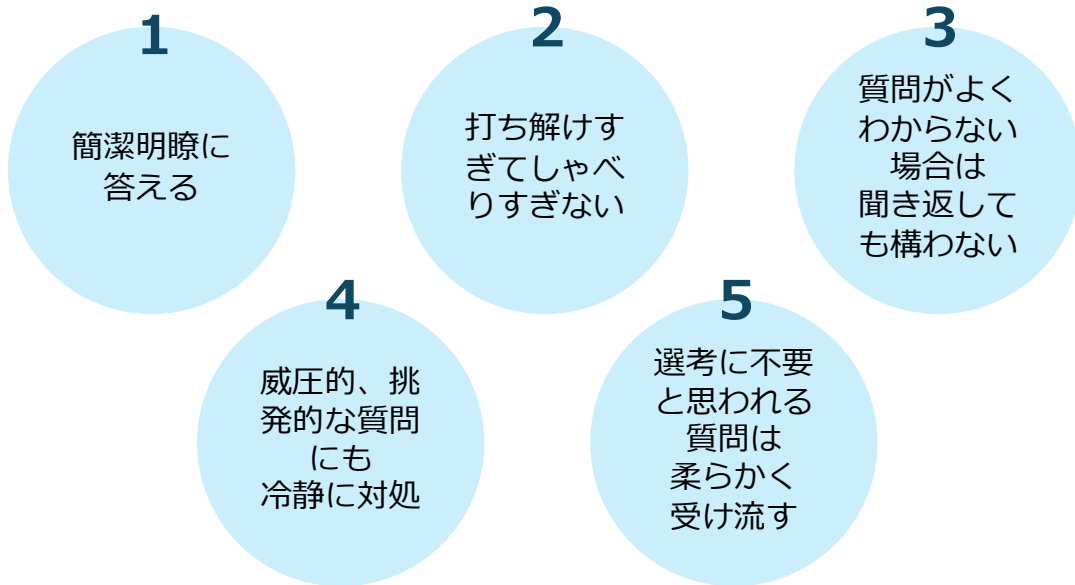 1
簡潔明瞭に
答える
2
打ち解けす
ぎてしゃべ
りすぎない
3
質問がよく
わからない
場合は
聞き返して
も構わない
4
威圧的、挑
発的な質問
にも
冷静に対処
5
選考に不要
と思われる
質問は
柔らかく
受け流す